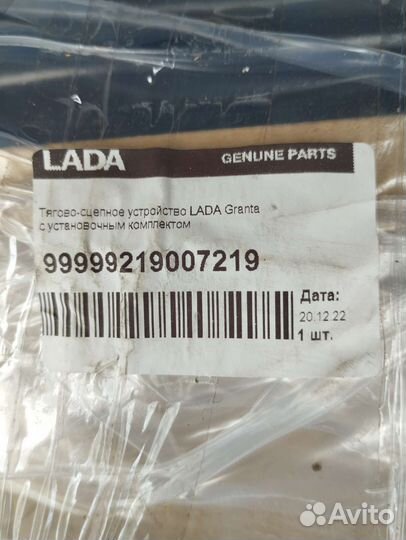 LADA GENUINE PARTS
Тягово-сцепное устройство LADA Granta
с установочным комплектом
99999219007219
Дата:
20.12.22
1 шт.
Avito